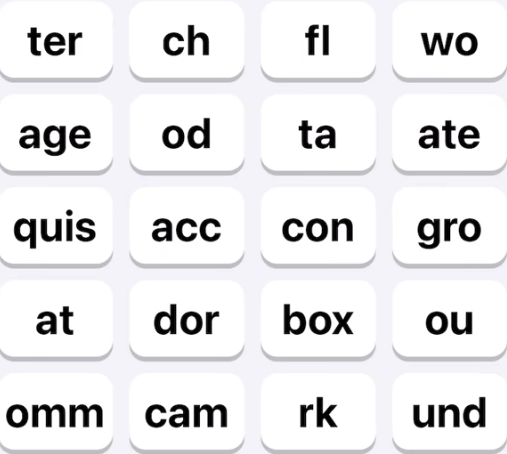 ter ch fl wo
age od ta ate
quis acc con gro
at dor box ou
omm cam rk und